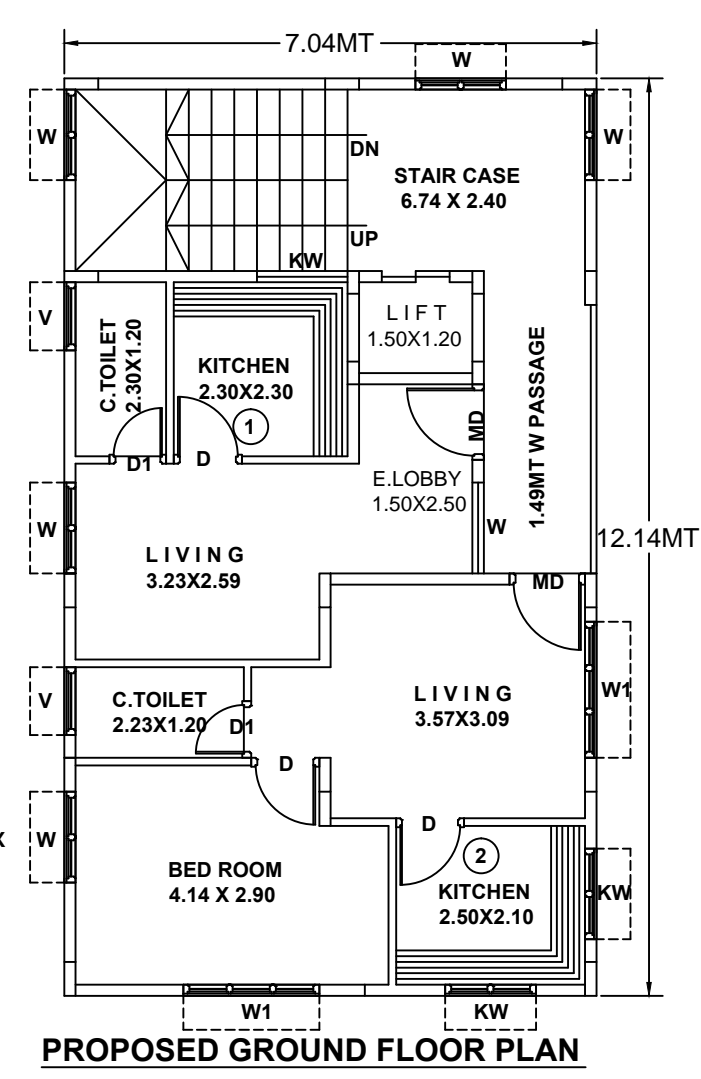 7.04MT
W
W
W
DN
STAIR CASE
6.74 X 2.40
UP
KW
V
C.TOILET
2.30X1.20
KITCHEN
2.30X2.30
1
L I F T
1.50X1.20
1.49MT W PASSAGE
MD
D1
D
E.LOBBY
1.50X2.50
W
W
12.14MT
L I V I N G
3.23X2.59
MD
V
C.TOILET
2.23X1.20
D1
L I V I N G
3.57X3.09
W1
D
D
X
W
BED ROOM
4.14 X 2.90
2
KITCHEN
2.50X2.10
KW
W1
KW
PROPOSED GROUND FLOOR PLAN